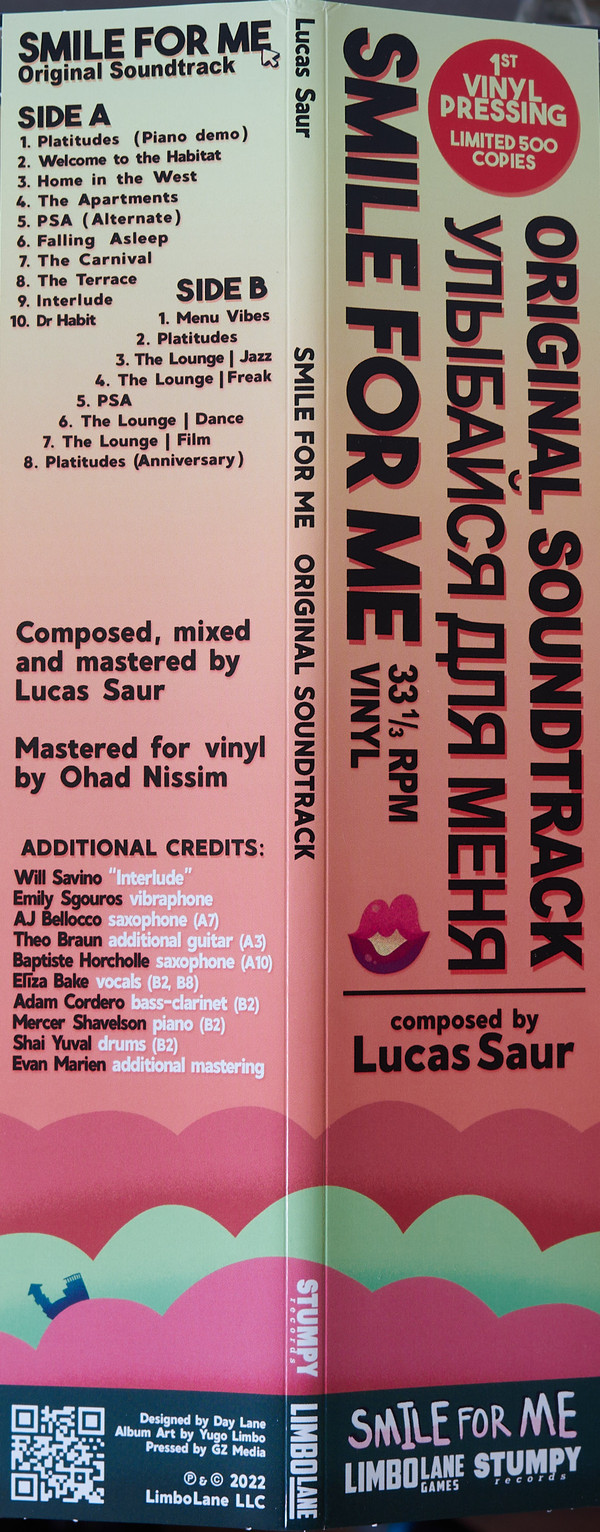 SMILE FOR ME
Original Soundtrack
SIDE A
1. Platitudes (Piano demo)
2. Welcome to the Habitat
3. Home in the West
4. The Apartments
5. PSA (Alternate)
6. Falling Asleep
7. The Carnival
8. The Terrace
9. Interlude
10. Dr Habit
SIDE B
1. Menu Vibes
2. Platitudes
3. The Lounge | Jazz
4. The Lounge | Freak
5. PSA
6. The Lounge | Dance
7. The Lounge | Film
8. Platitudes (Anniversary)
Composed, mixed
and mastered by
Lucas Saur
Mastered for vinyl
by Ohad Nissim
ADDITIONAL CREDITS:
Will Savino "Interlude"
Emily Sgouros vibraphone
AJ Bellocco saxophone (A7)
Theo Braun additional guitar (A3)
Baptiste Horcholle saxophone (A10)
Eliza Bake vocals (B2, B8)
Adam Cordero bass-clarinet (B2)
Mercer Shavelson piano (B2)
Shai Yuval drums (B2)
Evan Marien additional mastering
Designed by Day Lane
Album Art by Yugo Limbo
Pressed by GZ Media
℗ & © 2022
LimboLane LLC
Lucas Saur
SMILE FOR ME ORIGINAL SOUNDTRACK
STUMPY
records
LIMBOLANE
1ST
VINYL
PRESSING
LIMITED 500
COPIES
ORIGINAL SOUNDTRACK
УЛЫБАЙСЯ ДЛЯ МЕНЯ
SMILE FOR ME
33 1/3 RPM
VINYL
composed by
Lucas Saur
SMILE FOR ME
LIMBOLANE
GAMES
STUMPY
records